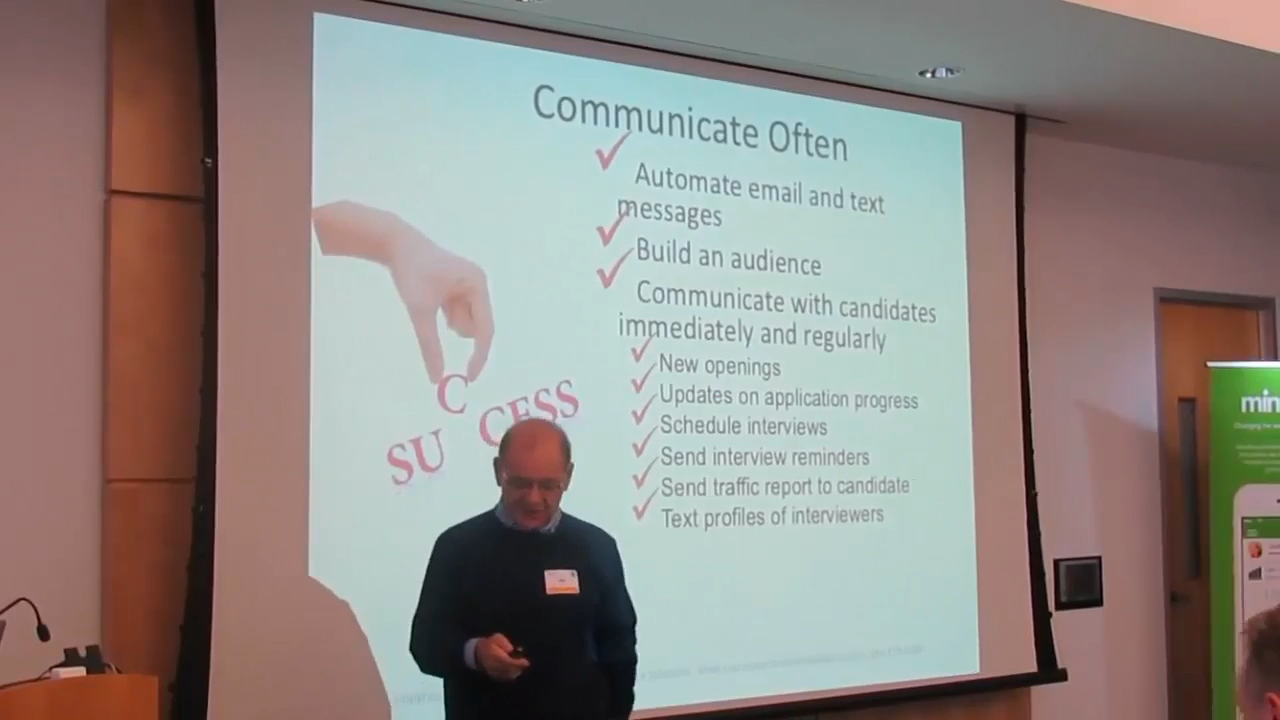 Communicate Often
Automate email and text
messages
Build an audience
Communicate with candidates
immediately and regularly
New openings
Updates on application progress
Schedule interviews
Send interview reminders
Send traffic report to candidate
Text profiles of interviewers
C
SU CESS
min